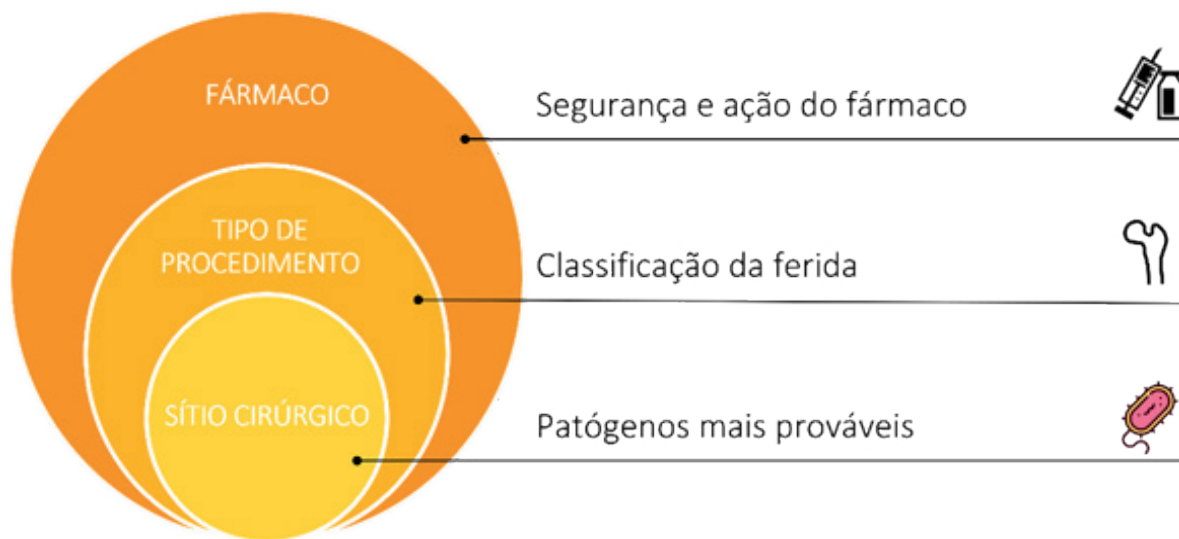 FÁRMACO
Segurança e ação do fármaco
TIPO DE
PROCEDIMENTO
Classificação da ferida
SÍTIO CIRÚRGICO
Patógenos mais prováveis